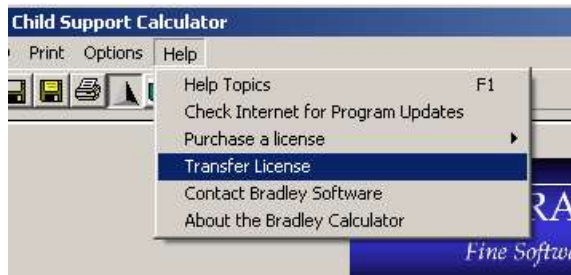 Child Support Calculator
Print Options Help
Help Topics F1
Check Internet for Program Updates
Purchase a license
Transfer License
Contact Bradley Software
About the Bradley Calculator
Fine